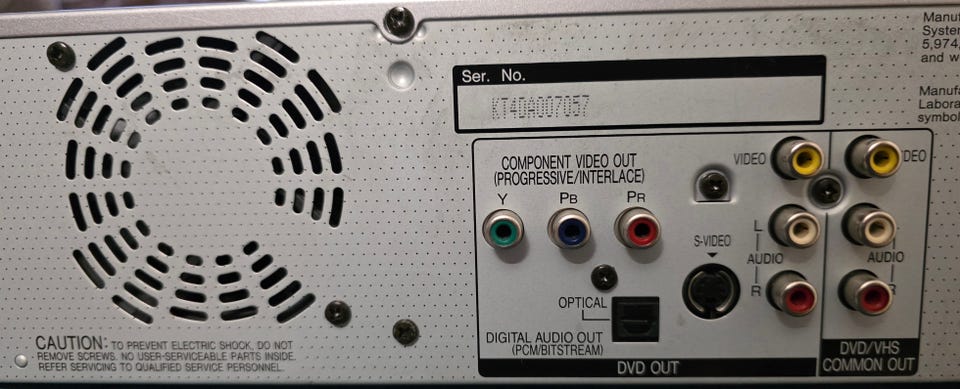 Manuf
System
5,974,
and w
Manufa
Labora
symbol
Ser. No.
KT4DA007057
COMPONENT VIDEO OUT
(PROGRESSIVE/INTERLACE)
Y PB PR
S-VIDEO
VIDEO
L
AUDIO
R
DEO
AUDIO
OPTICAL
DIGITAL AUDIO OUT
(PCM/BITSTREAM)
DVD OUT
DVD/VHS
COMMON OUT
CAUTION: TO PREVENT ELECTRIC SHOCK, DO NOT
REMOVE SCREWS. NO USER-SERVICEABLE PARTS INSIDE.
REFER SERVICING TO QUALIFIED SERVICE PERSONNEL.